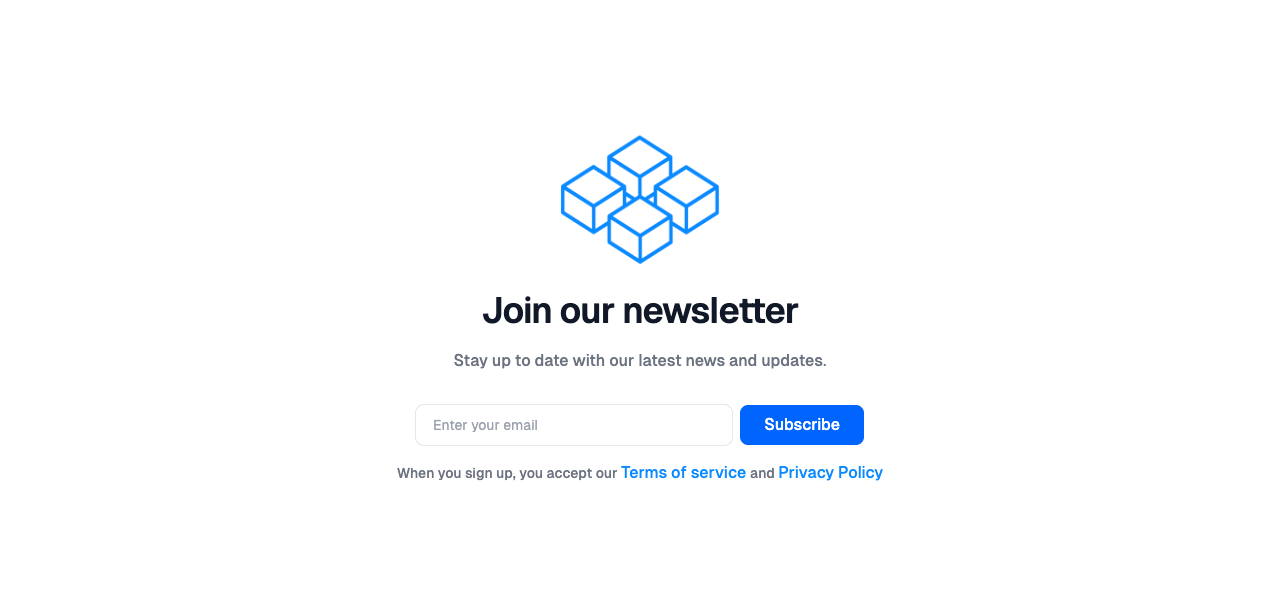 Join our newsletter
Stay up to date with our latest news and updates.
Enter your email
Subscribe
When you sign up, you accept our Terms of service and Privacy Policy